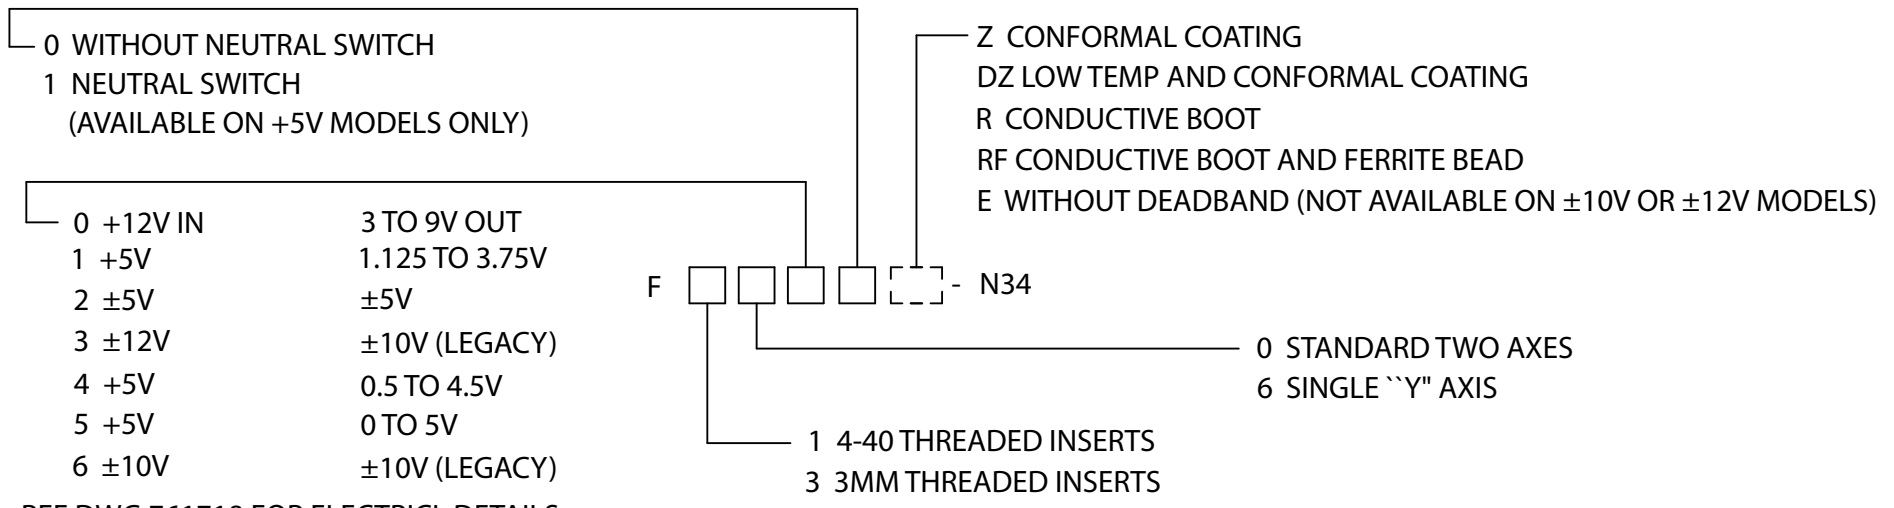 0 WITHOUT NEUTRAL SWITCH
1 NEUTRAL SWITCH
(AVAILABLE ON +5V MODELS ONLY)
Z CONFORMAL COATING
DZ LOW TEMP AND CONFORMAL COATING
R CONDUCTIVE BOOT
RF CONDUCTIVE BOOT AND FERRITE BEAD
E WITHOUT DEADBAND (NOT AVAILABLE ON ±10V OR ±12V MODELS)
0 +12V IN 3 TO 9V OUT
1 +5V 1.125 TO 3.75V
2 ±5V ±5V
3 ±12V ±10V (LEGACY)
4 +5V 0.5 TO 4.5V
5 +5V 0 TO 5V
6 ±10V ±10V (LEGACY)
F - N34
0 STANDARD TWO AXES
6 SINGLE ``Y" AXIS
1 4-40 THREADED INSERTS
3 3MM THREADED INSERTS